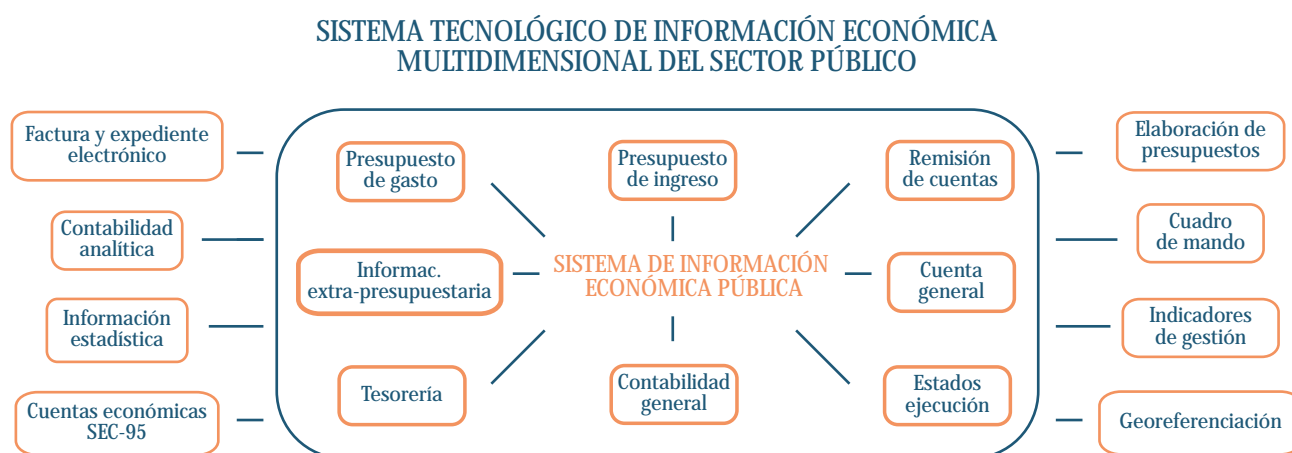 SISTEMA TECNOLÓGICO DE INFORMACIÓN ECONÓMICA
MULTIDIMENSIONAL DEL SECTOR PÚBLICO
Factura y expediente
electrónico
Contabilidad
analítica
Información
estadística
Cuentas económicas
SEC-95
Presupuesto
de gasto
Informac.
extra-presupuestaria
Tesorería
Presupuesto
de ingreso
SISTEMA DE INFORMACIÓN
ECONÓMICA PÚBLICA
Contabilidad
general
Remisión
de cuentas
Cuenta
general
Estados
ejecución
Elaboración de
presupuestos
Cuadro
de mando
Indicadores
de gestión
Georeferenciación